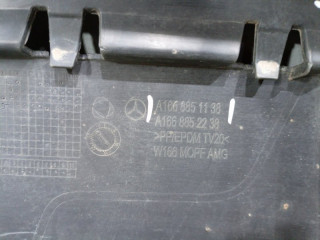 A166 885 11 38
A166 885 22 38
>PP/EPDM TV20<
W166 MOPF AMG